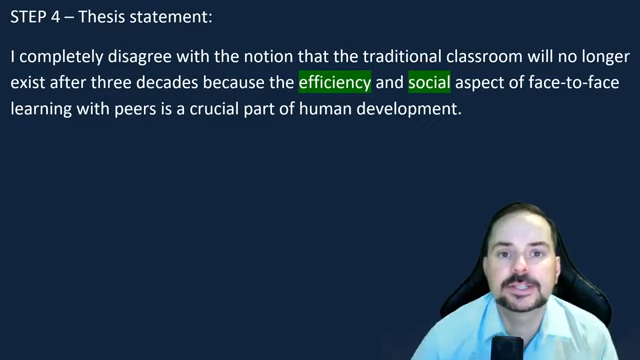 STEP 4 – Thesis statement:
I completely disagree with the notion that the traditional classroom will no longer
exist after three decades because the efficiency and social aspect of face-to-face
learning with peers is a crucial part of human development.